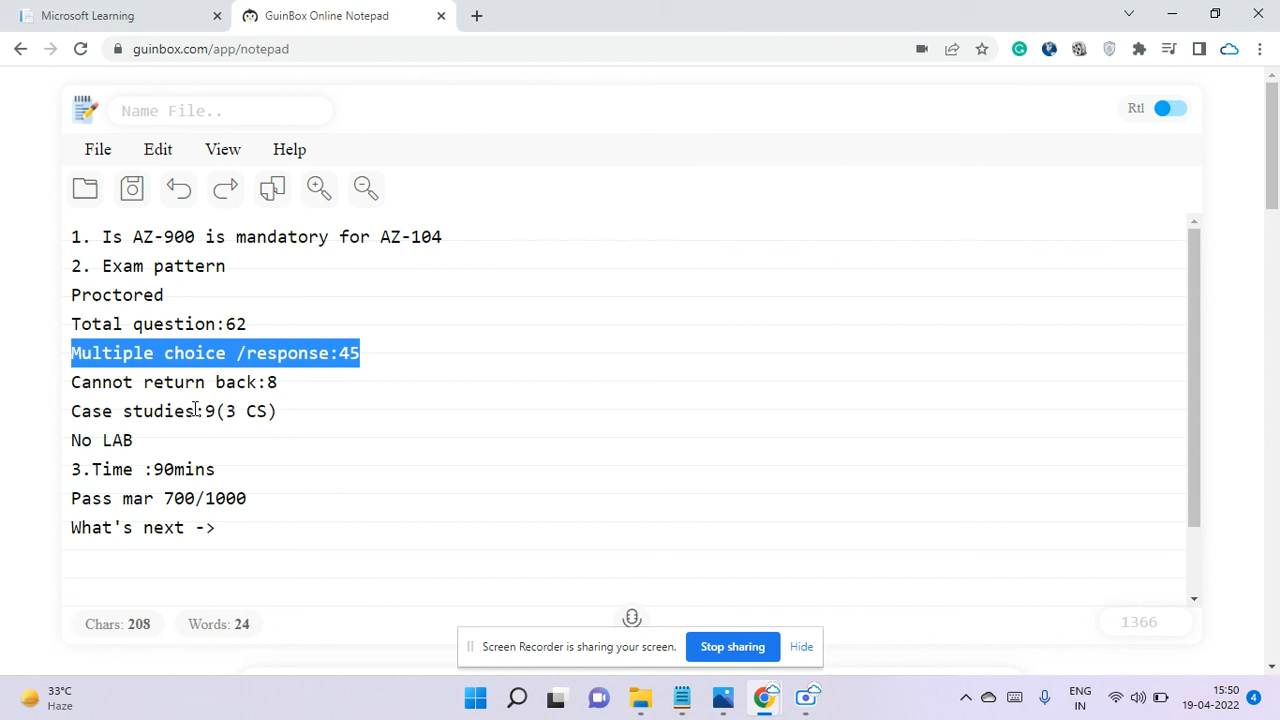 Microsoft Learning
GuinBox Online Notepad
guinbox.com/app/notepad
Name File..
Rtl
File Edit View Help
1. Is AZ-900 is mandatory for AZ-104
2. Exam pattern
Proctored
Total question:62
Multiple choice /response:45
Cannot return back:8
Case studies:9(3 CS)
No LAB
3.Time :90mins
Pass mar 700/1000
What's next ->
Chars: 208 Words: 24
1366
Screen Recorder is sharing your screen. Stop sharing Hide
33°C
Haze
ENG
IN
15:50
19-04-2022
4